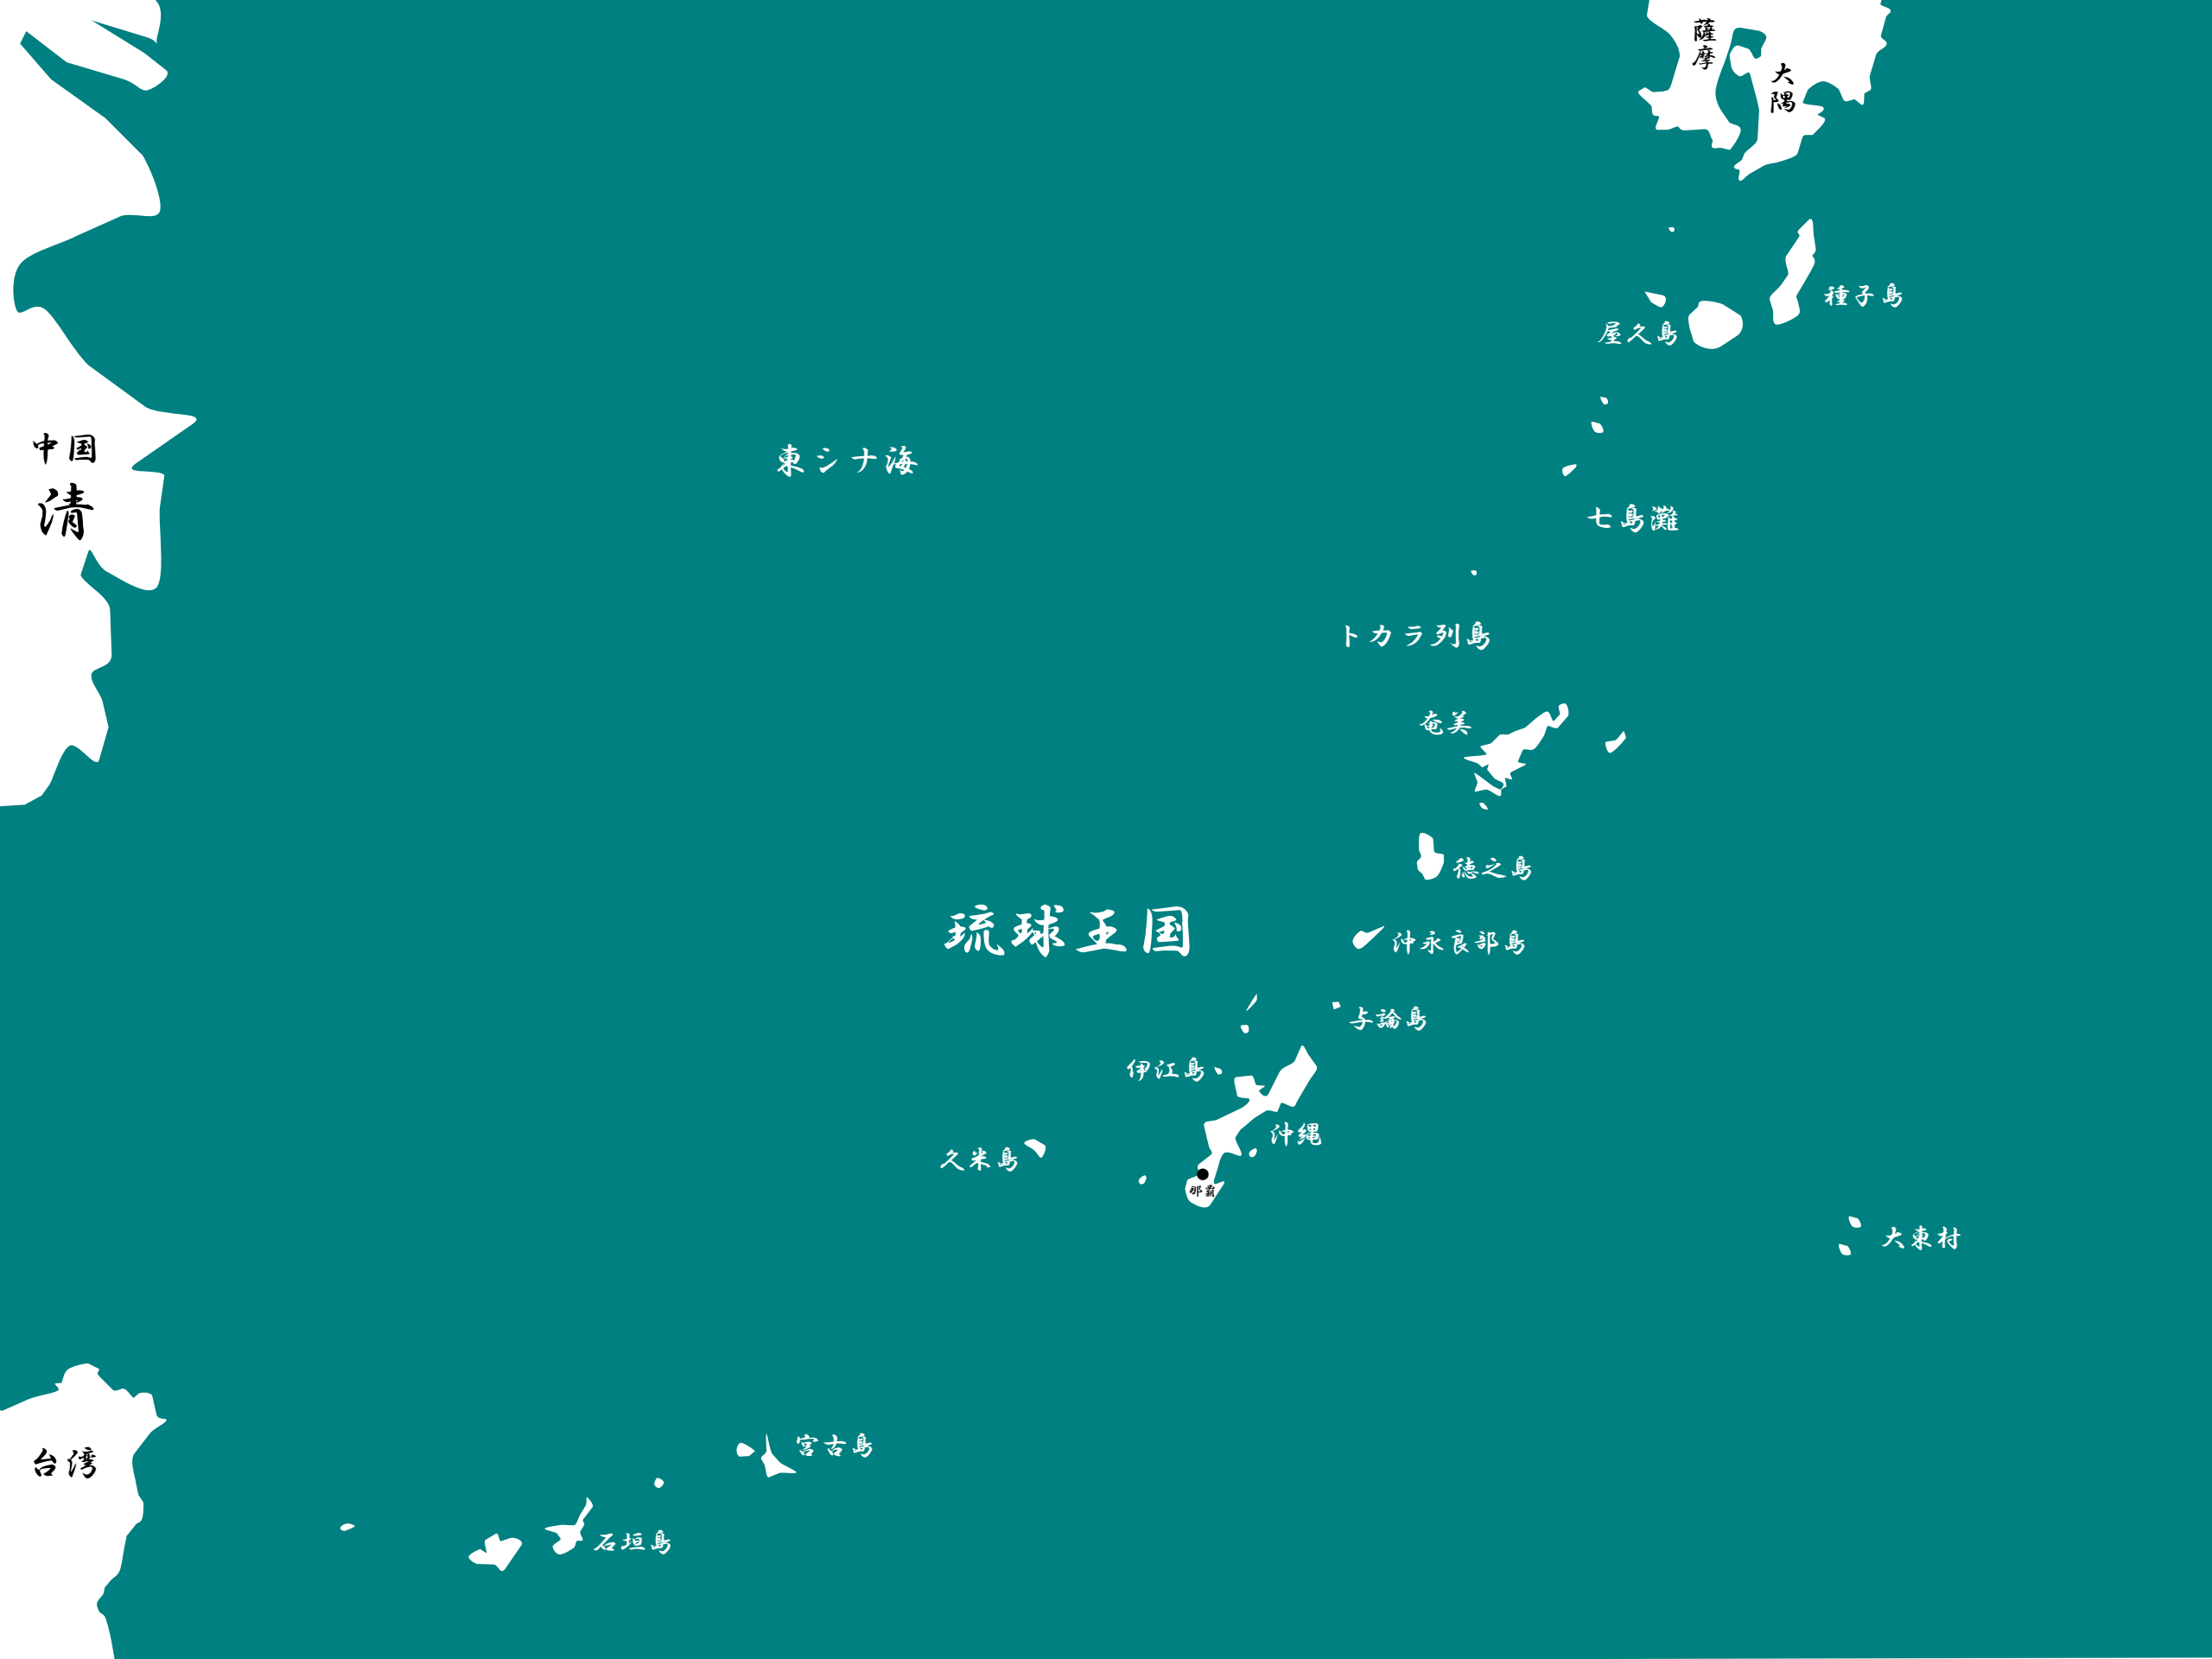 薩摩
大隅
種子島
屋久島
中国
清
東シナ海
七島灘
トカラ列島
奄美
徳之島
琉球王国
沖永良部島
与論島
伊江島
沖縄
久米島
那覇
大東村
台湾
宮古島
石垣島